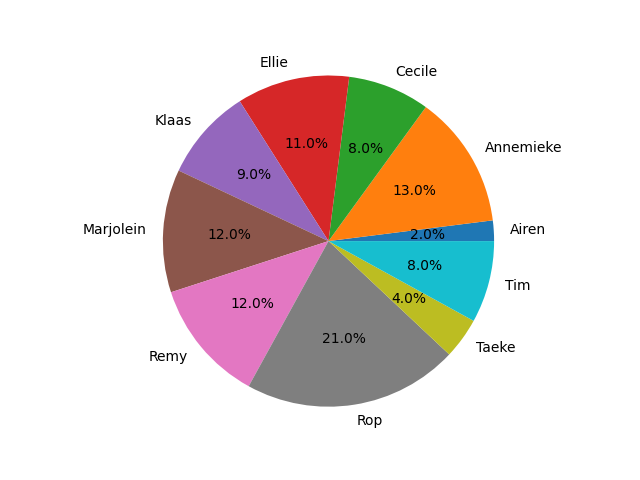 Ellie
Cecile
Klaas
Annemieke
11.0%
8.0%
9.0%
13.0%
Marjolein
12.0%
2.0%
Airen
8.0%
Tim
12.0%
4.0%
21.0%
Taeke
Remy
Rop